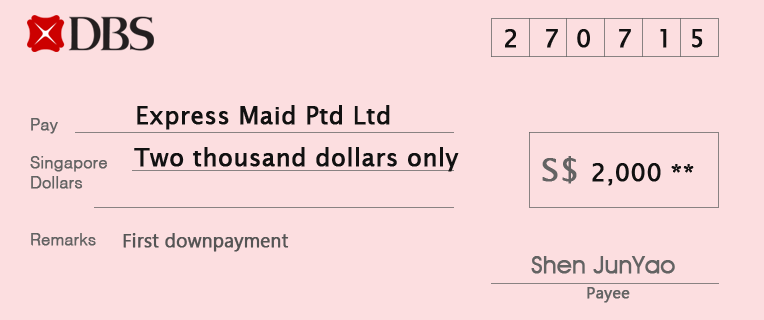 DBS
2 7 0 7 1 5
Pay Express Maid Ptd Ltd
Singapore Dollars Two thousand dollars only
S$ 2,000 **
Remarks First downpayment
Shen JunYao
Payee